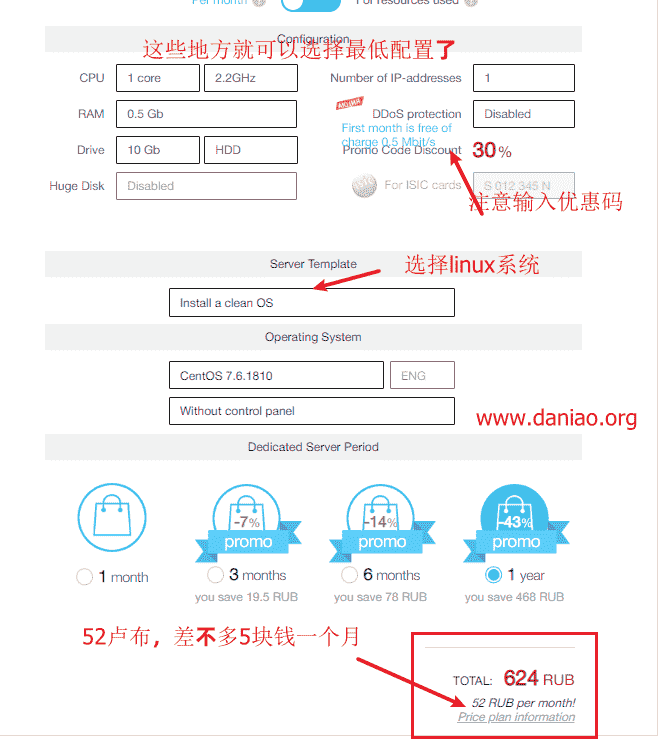 Per month
For resources used
Configuration
这些地方就可以选择最低配置了
CPU
1 core
2.2GHz
Number of IP-addresses
1
RAM
0.5 Gb
DDoS protection
Disabled
First month is free of
charge 0.5 Mbit/s
Drive
10 Gb
HDD
Promo Code Discount
30%
Huge Disk
Disabled
For ISIC cards
S 012 345 N
注意输入优惠码
Server Template
选择linux系统
Install a clean OS
Operating System
CentOS 7.6.1810
ENG
Without control panel
www.daniao.org
Dedicated Server Period
-7%
-14%
-43%
promo
promo
promo
1 month
3 months
6 months
1 year
you save 19.5 RUB
you save 78 RUB
you save 468 RUB
52卢布，差不多5块钱一个月
TOTAL: 624 RUB
52 RUB per month!
Price plan information